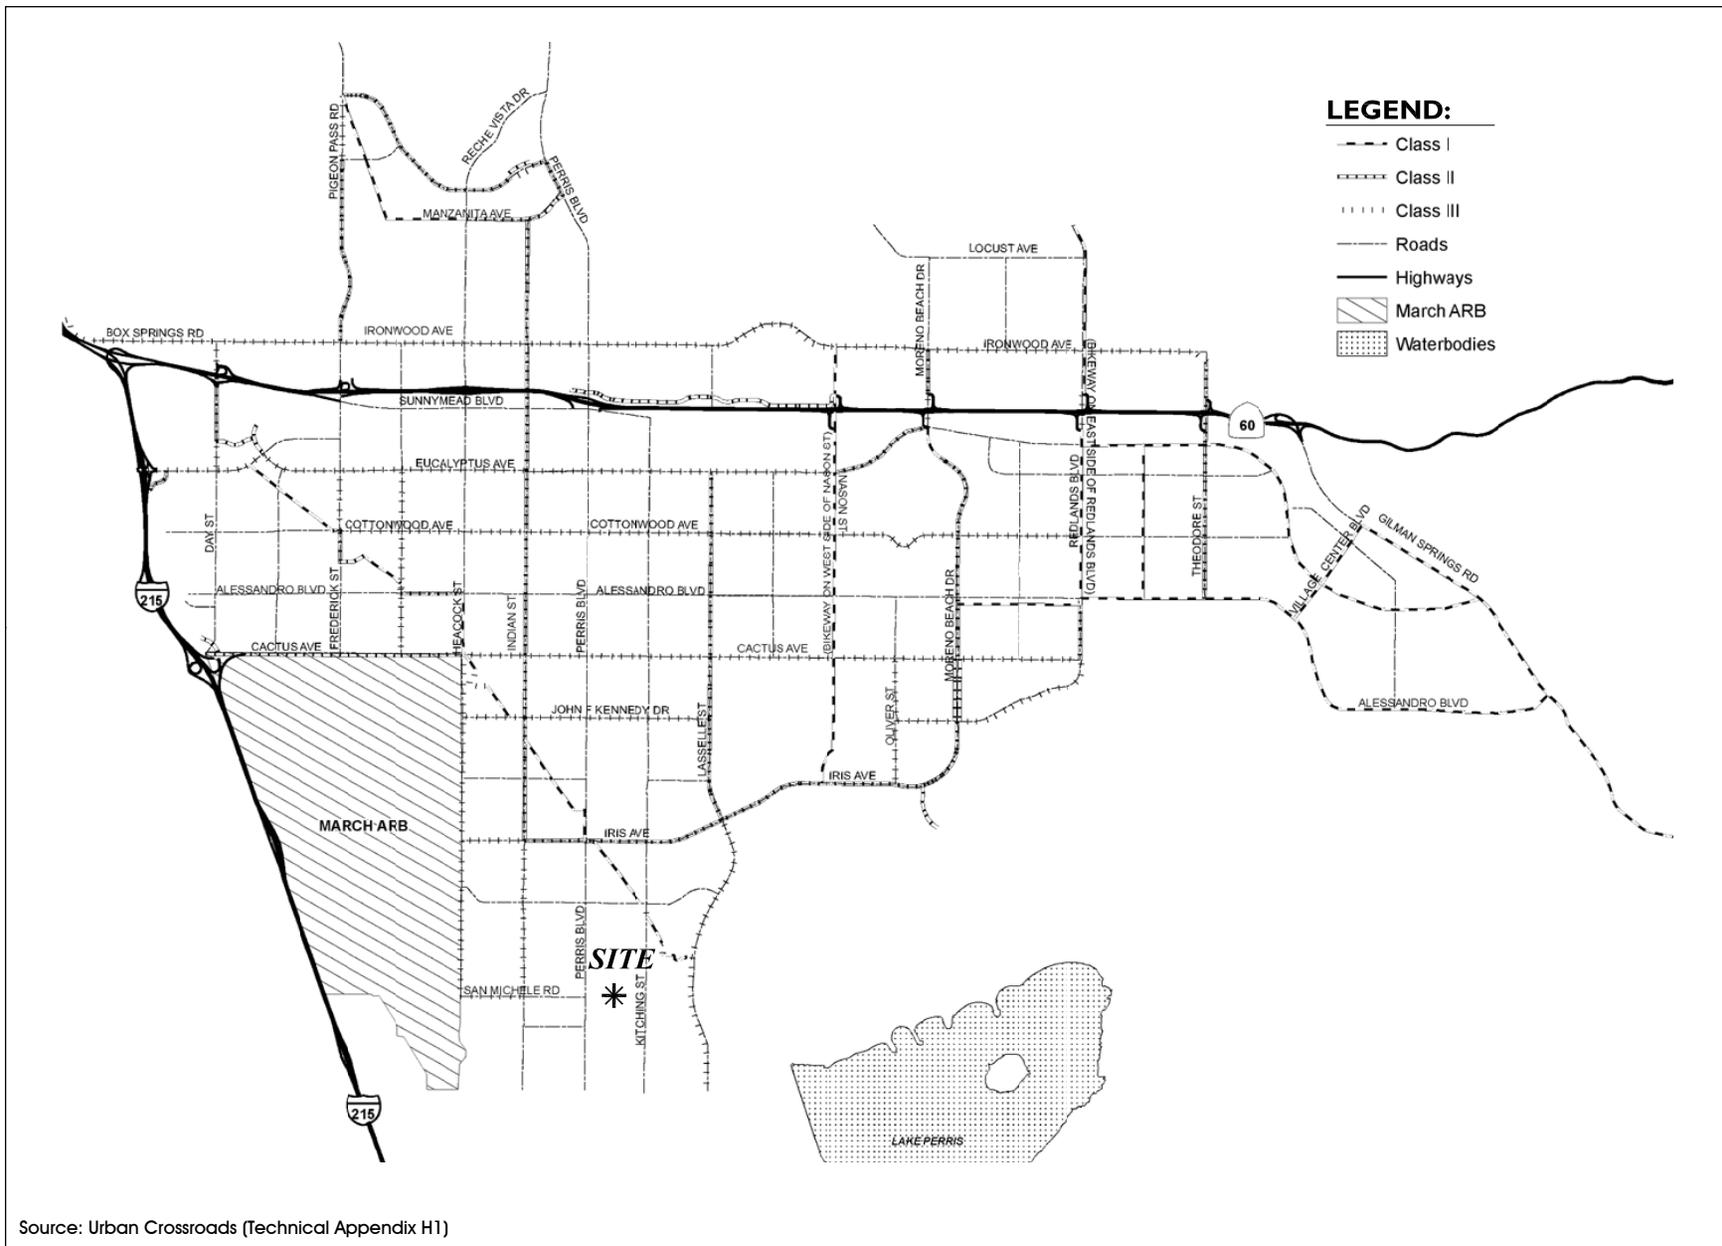 LEGEND:
Class I
Class II
Class III
Roads
Highways
March ARB
Waterbodies
PIGEON PASS RD
RECHE VISTA DR
PERRIS BLVD
MANZANITA AVE
LOCUST AVE
MORENO BEACH DR
BOX SPRINGS RD
IRONWOOD AVE
IRONWOOD AVE
SUNNYMEAD BLVD
60
EUCALYPTUS AVE
(BIKEWAY ON WEST SIDE OF NASON ST)
NASON ST
REDLANDS BLVD
(BIKEWAY ON EASTSIDE OF REDLANDS BLVD)
THEODORE ST
DAY ST
COTTONWOOD AVE
COTTONWOOD AVE
VILLAGE CENTER BLVD
GILMAN SPRINGS RD
215
ALESSANDRO BLVD
ALESSANDRO BLVD
FREDERICK ST
HEACOCK ST
INDIAN ST
PERRIS BLVD
MORENO BEACH DR
CACTUS AVE
CACTUS AVE
JOHN F KENNEDY DR
LASSELLE ST
OLIVER ST
ALESSANDRO BLVD
IRIS AVE
MARCH ARB
IRIS AVE
PERRIS BLVD
SITE
SAN MICHELE RD
KITCHING ST
215
LAKE PERRIS
Source: Urban Crossroads (Technical Appendix H1)